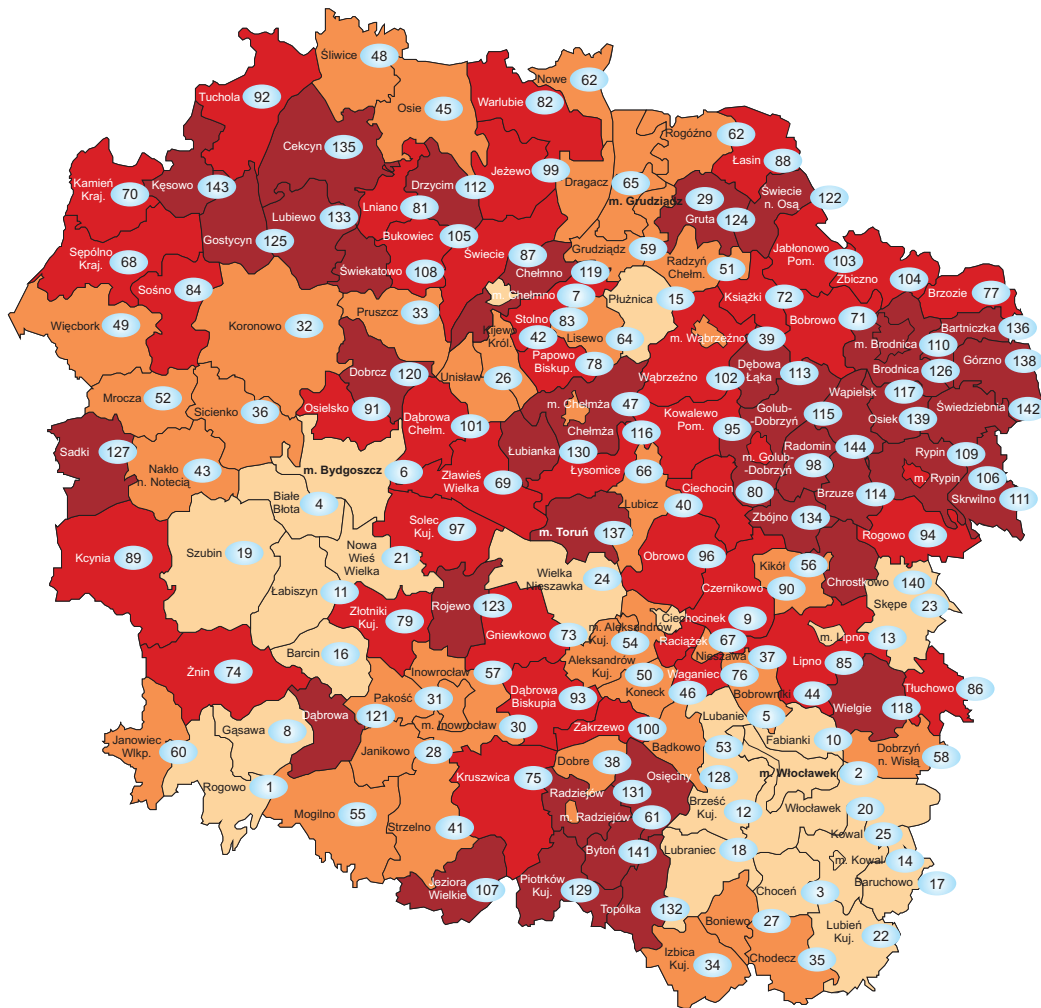 Śliwice 48
Nowe 62
Tuchola 92
Osie 45
Warlubie 82
Rogóźno 62
Cekcyn 135
Łasin 88
Kamień
Kraj. 70
Kęsowo 143
Drzycim 112
Jeżewo 99
Dragacz 65
m. Grudziądz 29
Świecie
n. Osą 122
Lniano 81
Gruta 124
Lubiewo 133
Gostycyn 125
Bukowiec 105
Świecie 87
Grudziądz 59
Sępólno
Kraj. 68
Świekatowo 108
Chełmno 119
Radzyń
Chełm. 51
Jabłonowo
Pom. 103
Zbiczno 104
Sośno 84
m. Chełmno 7
Płużnica 15
Książki 72
Brzozie 77
Więcbork 49
Koronowo 32
Pruszcz 33
Stolno 83
Kijewo
Król. 42
Lisewo 64
m. Wąbrzeźno 39
Bobrowo 71
Bartniczka 136
m. Brodnica 110
Papowo
Biskup. 78
Górzno 138
Dobrcz 120
Unisław 26
Wąbrzeźno 102
Dębowa
Łąka 113
Brodnica 126
Mrocza 52
Sicienko 36
Osielsko 91
Dąbrowa
Chełm. 101
m. Chełmża 47
Kowalewo
Pom. 95
Golub-
-Dobrzyń 115
Wąpielsk 117
Osiek 139
Świedziebnia 142
Sadki 127
Nakło
n. Notecią 43
m. Bydgoszcz 6
Chełmża 116
Łubianka 130
Łysomice 66
m. Golub-
-Dobrzyń 98
Radomin 144
Rypin 109
m. Rypin 106
Białe
Błota 4
Zławieś
Wielka 69
Lubicz 40
Ciechocin 80
Brzuze 114
Skrwilno 111
Kcynia 89
Szubin 19
Nowa
Wieś
Wielka 21
Solec
Kuj. 97
m. Toruń 137
Zbójno 134
Rogowo 94
Obrowo 96
Kikół 56
Łabiszyn 11
Wielka
Nieszawka 24
Czernikowo 90
Chrostkowo 140
Złotniki
Kuj. 79
Rojewo 123
Skępe 23
Gniewkowo 73
m. Aleksandrów
Kuj. 54
Ciechocinek 9
Raciążek 67
m. Lipno 13
Barcin 16
Nieszawa 37
Żnin 74
Inowrocław 57
Aleksandrów
Kuj. 50
Waganiec 76
Lipno 85
Pakość 31
Dąbrowa
Biskupia 93
Koneck 46
Bobrowniki 44
Tłuchowo 86
Dąbrowa 121
m. Inowrocław 30
Wielgie 118
Gąsawa 8
Zakrzewo 100
Lubanie 5
Janowiec
Wlkp. 60
Janikowo 28
Bądkowo 53
Fabianki 10
Dobrzyń
n. Wisłą 58
Dobre 38
Rogowo 1
Kruszwica 75
Osięciny 128
m. Włocławek 2
Radziejów 131
Mogilno 55
Strzelno 41
m. Radziejów 61
Brześć
Kuj. 12
Włocławek 20
Kowal 25
Bytoń 141
Lubraniec 18
m. Kowal 14
Jeziora
Wielkie 107
Piotrków
Kuj. 129
Choceń 3
Baruchowo 17
Topólka 132
Boniewo 27
Lubień
Kuj. 22
Izbica
Kuj. 34
Chodecz 35